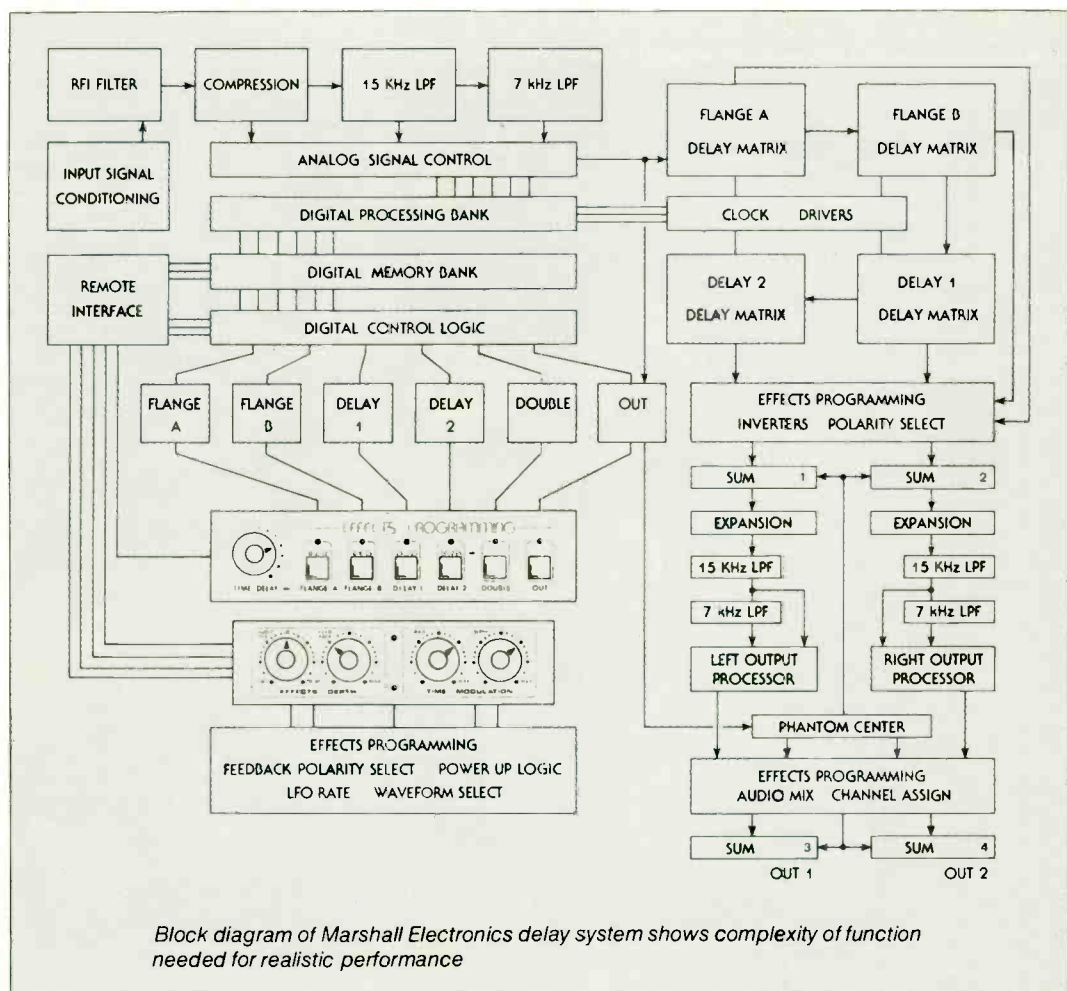 RFI FILTER
COMPRESSION
15 KHz LPF
7 kHz LPF
INPUT SIGNAL
CONDITIONING
ANALOG SIGNAL CONTROL
DIGITAL PROCESSING BANK
DIGITAL MEMORY BANK
DIGITAL CONTROL LOGIC
REMOTE
INTERFACE
FLANGE
A
FLANGE
B
DELAY
1
DELAY
2
DOUBLE
OUT
EFFECTS PROGRAMMING
TIME DELAY
FLANGE A
FLANGE B
DELAY 1
DELAY 2
DOUBLE
OUT
EFFECTS DEPTH
TIME MODULATION
EFFECTS PROGRAMMING
FEEDBACK POLARITY SELECT POWER UP LOGIC
LFO RATE WAVEFORM SELECT
FLANGE A
DELAY MATRIX
FLANGE B
DELAY MATRIX
CLOCK DRIVERS
DELAY 2
DELAY MATRIX
DELAY 1
DELAY MATRIX
EFFECTS PROGRAMMING
INVERTERS POLARITY SELECT
SUM 1
SUM 2
EXPANSION
EXPANSION
15 KHz LPF
15 KHz LPF
7 kHz LPF
7 kHz LPF
LEFT OUTPUT
PROCESSOR
RIGHT OUTPUT
PROCESSOR
PHANTOM CENTER
EFFECTS PROGRAMMING
AUDIO MIX CHANNEL ASSIGN
SUM 3
SUM 4
OUT 1
OUT 2
Block diagram of Marshall Electronics delay system shows complexity of function
needed for realistic performance